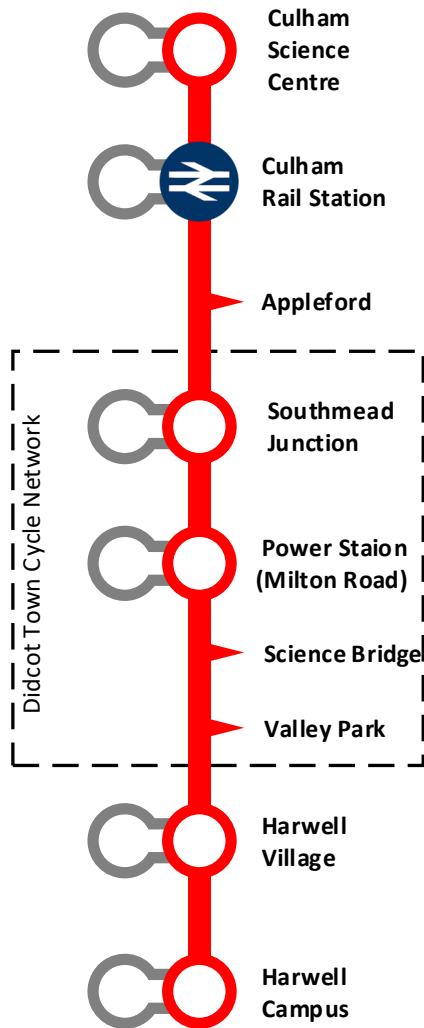 Culham
Science
Centre
Culham
Rail Station
Appleford
Didcot Town Cycle Network
Southmead
Junction
Power Staion
(Milton Road)
Science Bridge
Valley Park
Harwell
Village
Harwell
Campus